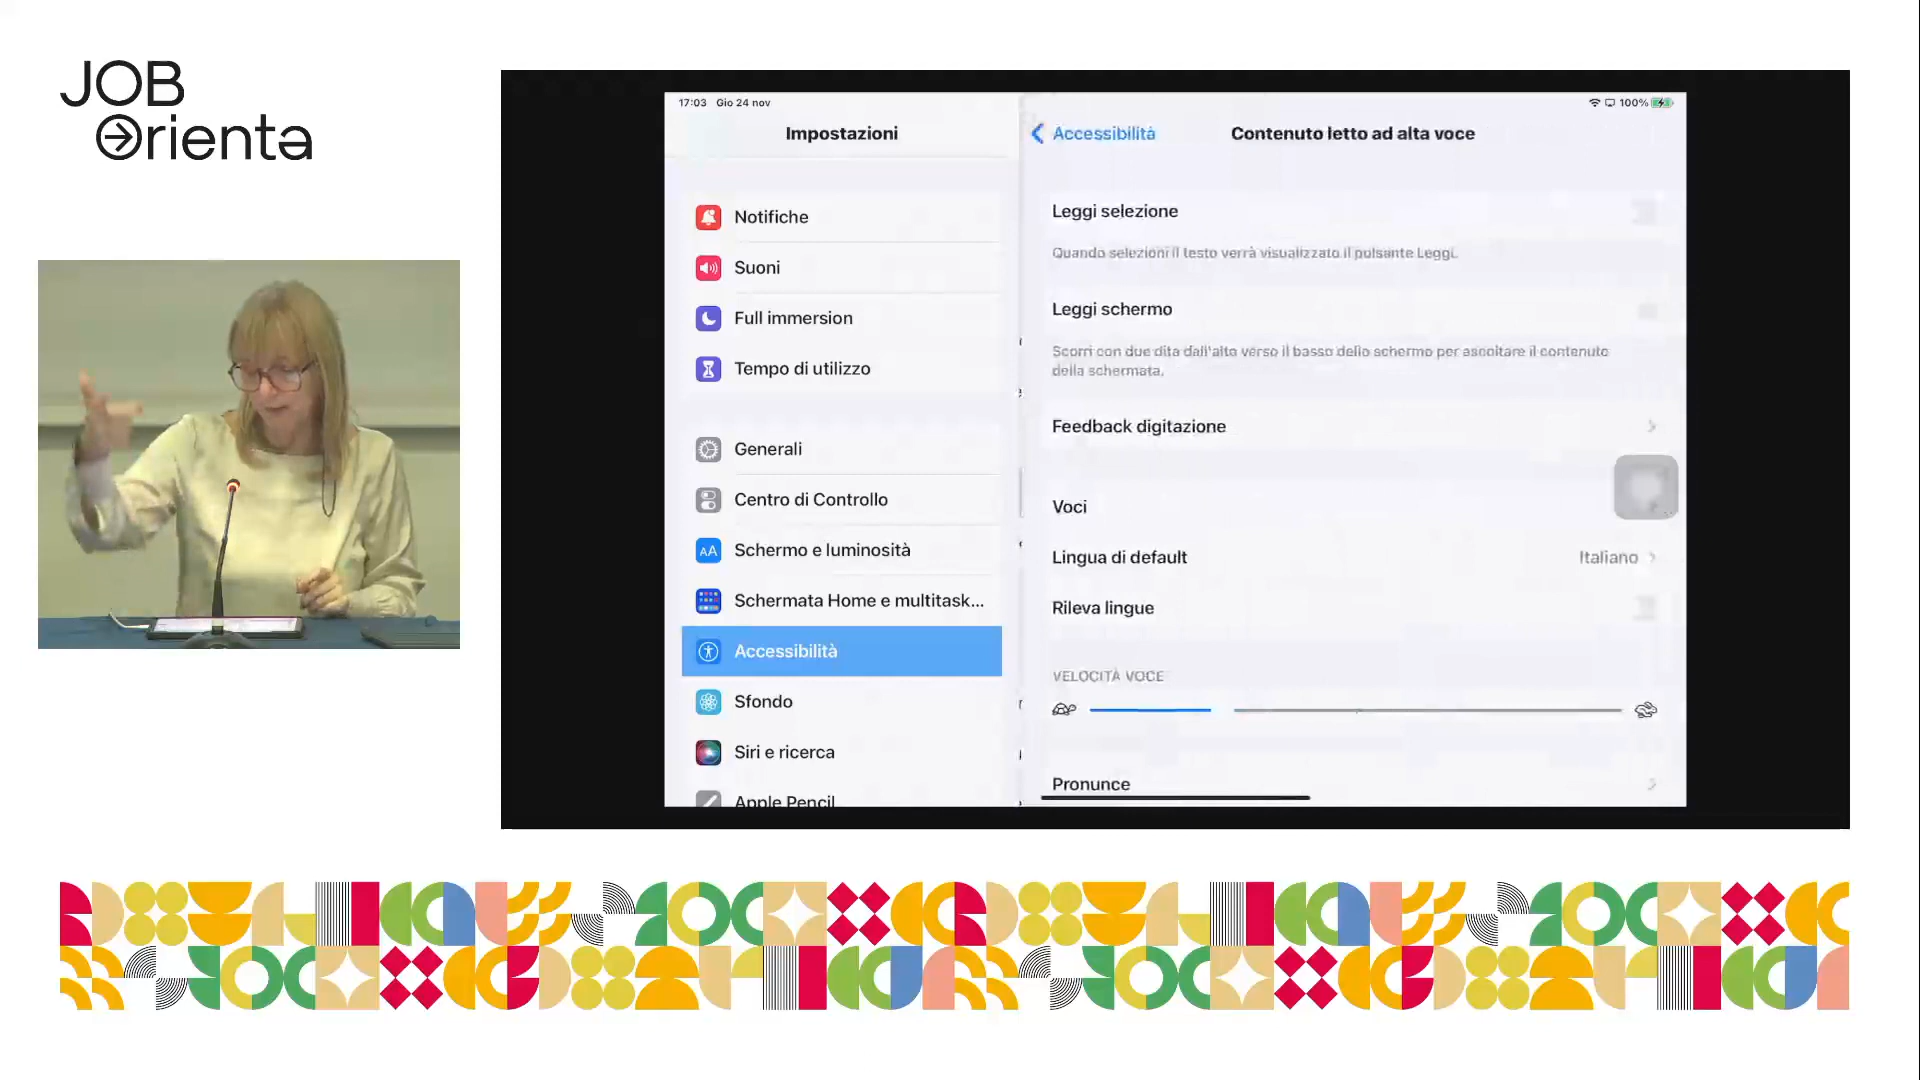 JOB
Orienta
17:03 Gio 24 nov
100%
Impostazioni
Notifiche
Suoni
Full immersion
Tempo di utilizzo
Generali
Centro di Controllo
Schermo e luminosità
Schermata Home e multitask...
Accessibilità
Sfondo
Siri e ricerca
Apple Pencil
Accessibilità
Contenuto letto ad alta voce
Leggi selezione
Quando selezioni il testo verrà visualizzato il pulsante Leggi.
Leggi schermo
Scorri con due dita dall'alto verso il basso dello schermo per ascoltare il contenuto
della schermata.
Feedback digitazione
Voci
Lingua di default
Italiano
Rileva lingue
VELOCITÀ VOCE
Pronunce